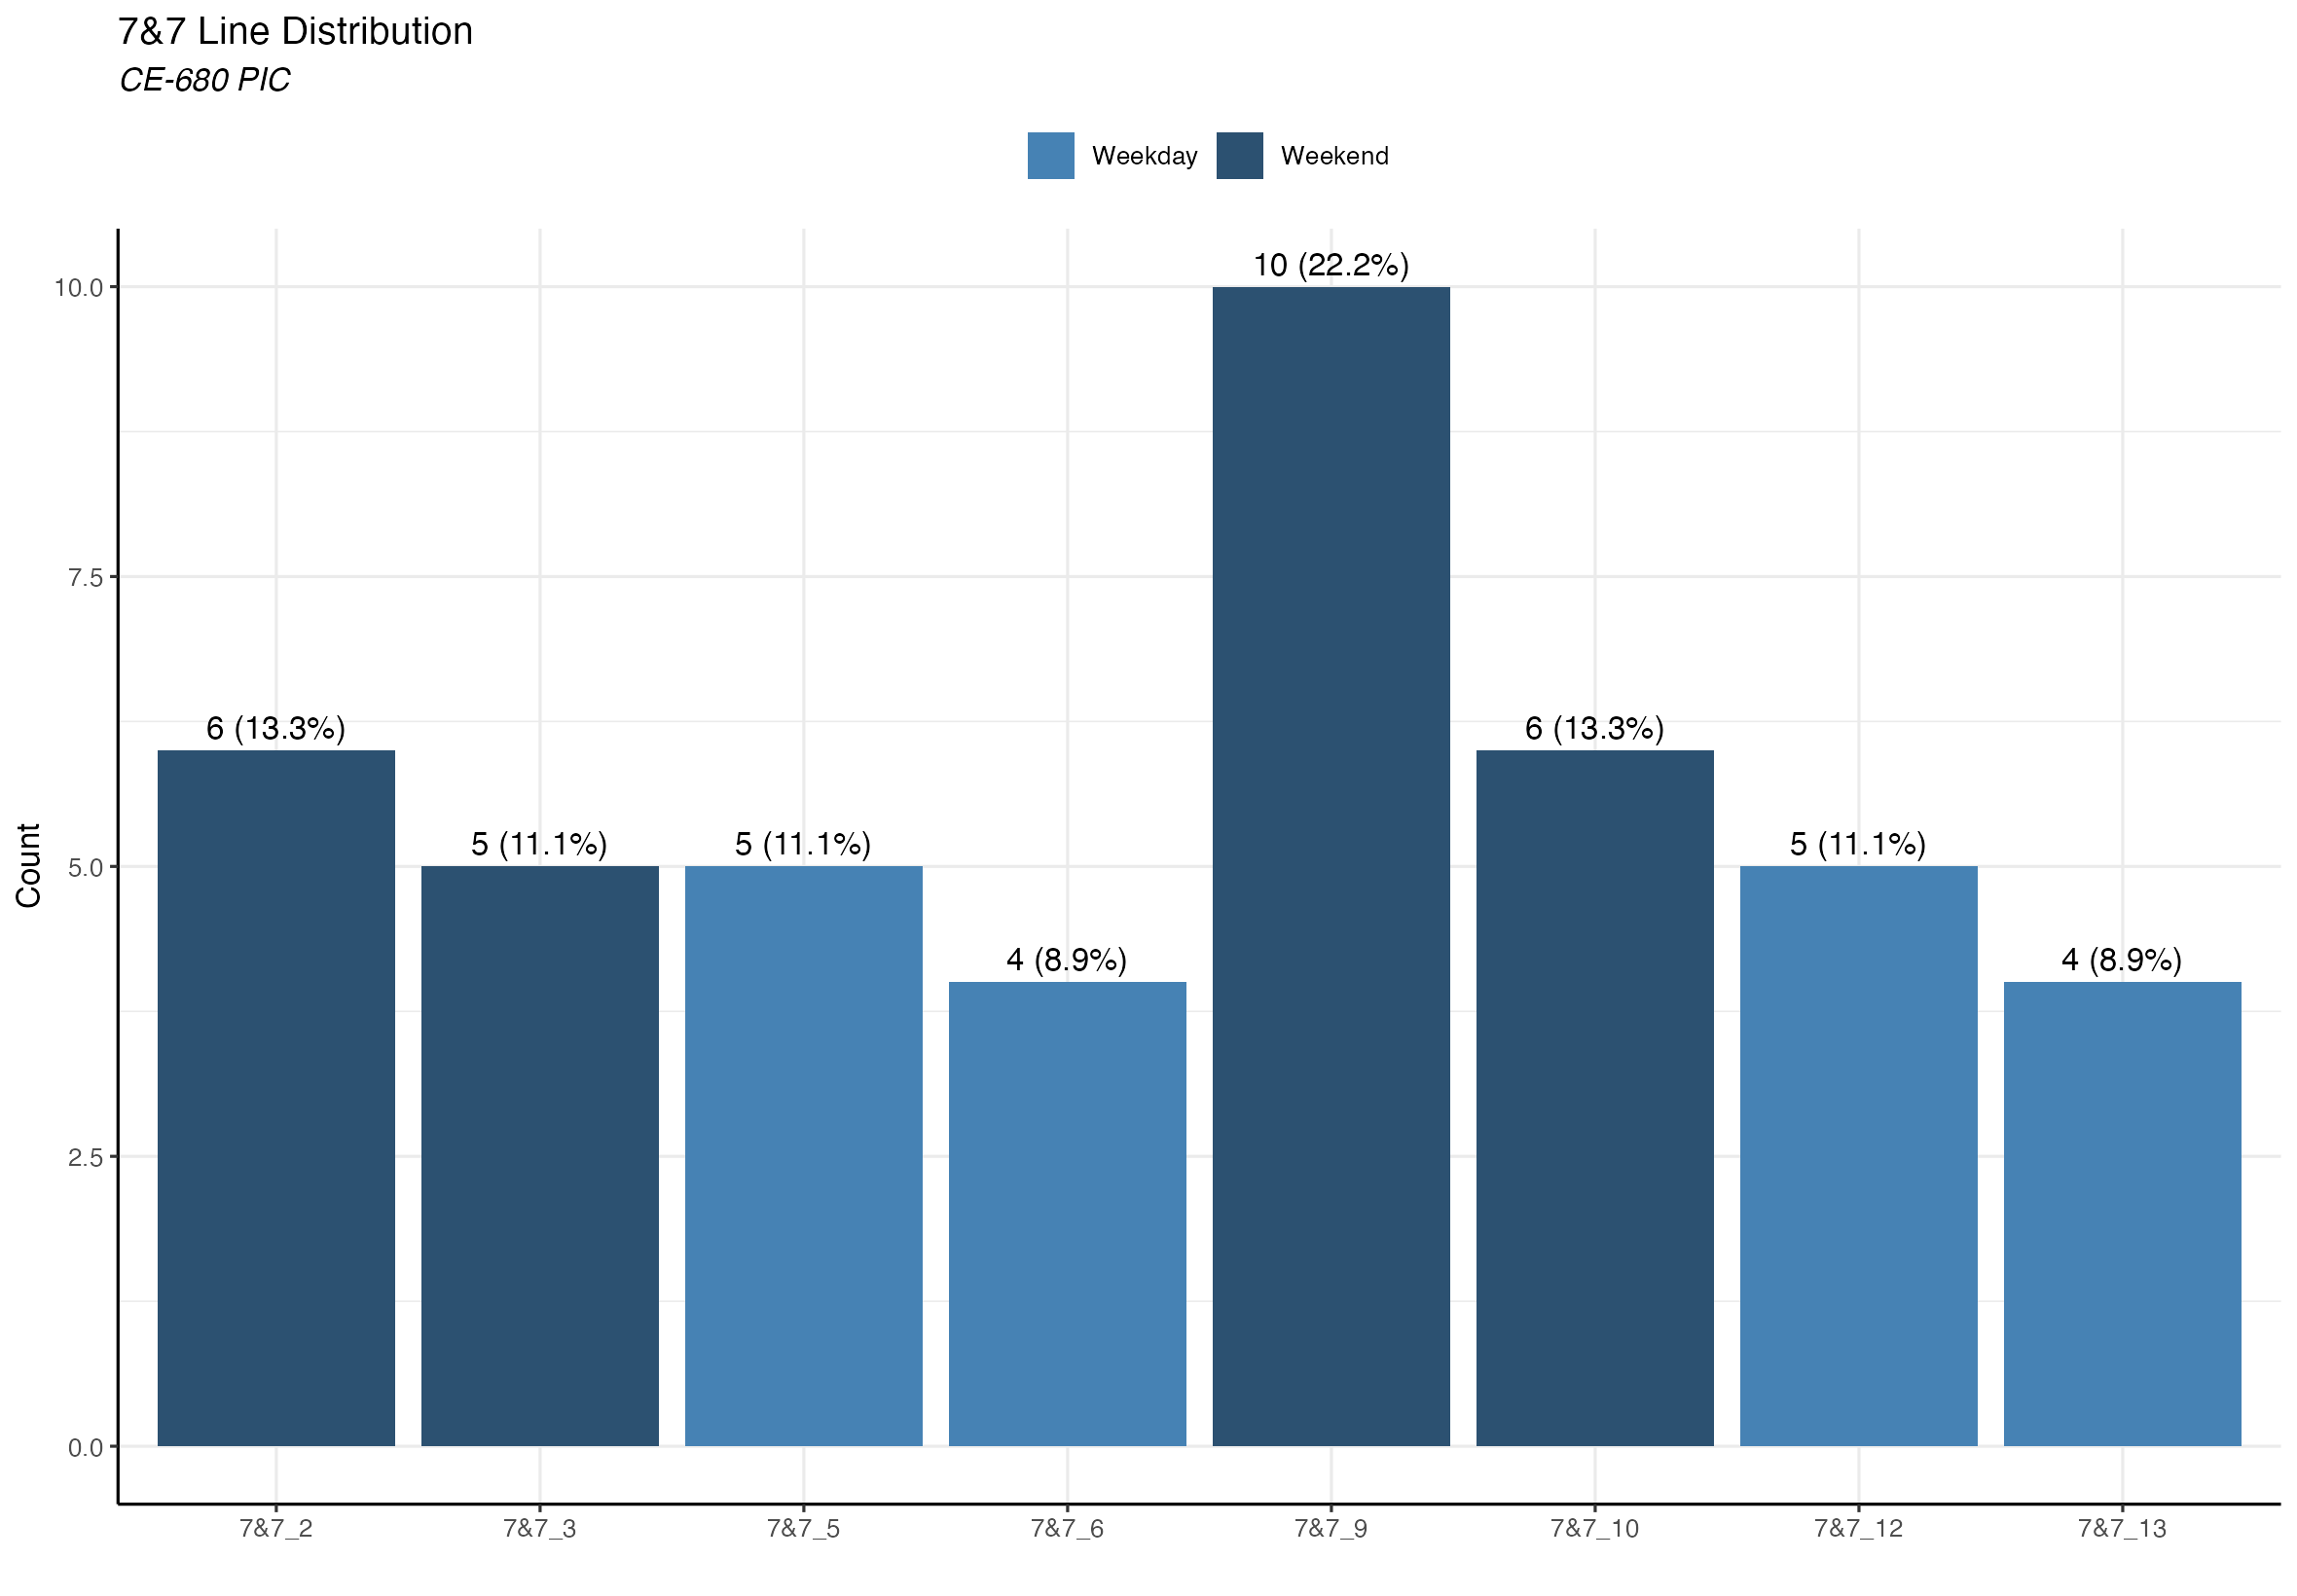 7&7 Line Distribution
CE-680 PIC
Weekday Weekend
10 (22.2%)
10.0
7.5
6 (13.3%) 6 (13.3%)
5 (11.1%) 5 (11.1%) 5 (11.1%)
Count
5.0
4 (8.9%) 4 (8.9%)
2.5
0.0
7&7_2 7&7_3 7&7_5 7&7_6 7&7_9 7&7_10 7&7_12 7&7_13